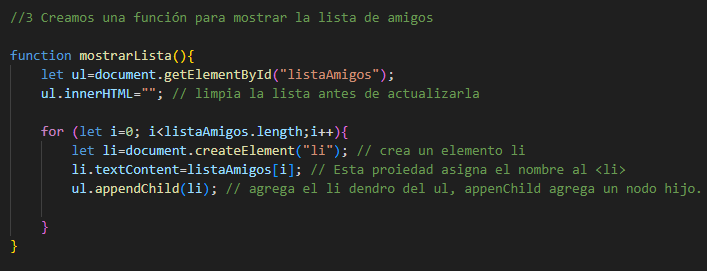 //3 Creamos una función para mostrar la lista de amigos
function mostrarLista(){
let ul=document.getElementById("listaAmigos");
ul.innerHTML=""; // limpia la lista antes de actualizarla
for (let i=0; i<listaAmigos.length;i++){
let li=document.createElement("li"); // crea un elemento li
li.textContent=listaAmigos[i]; // Esta proiedad asigna el nombre al <li>
ul.appendChild(li); // agrega el li dendro del ul, appenChild agrega un nodo hijo.
}
}